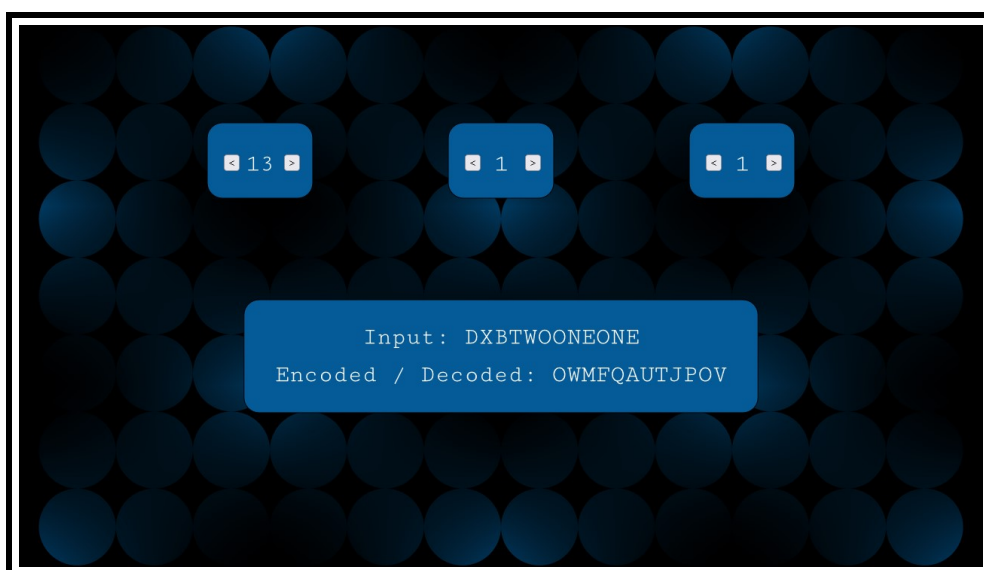 < 13 > < 1 > < 1 >
Input: DXBTWOONEONE
Encoded / Decoded: OWMFQAUTJPOV